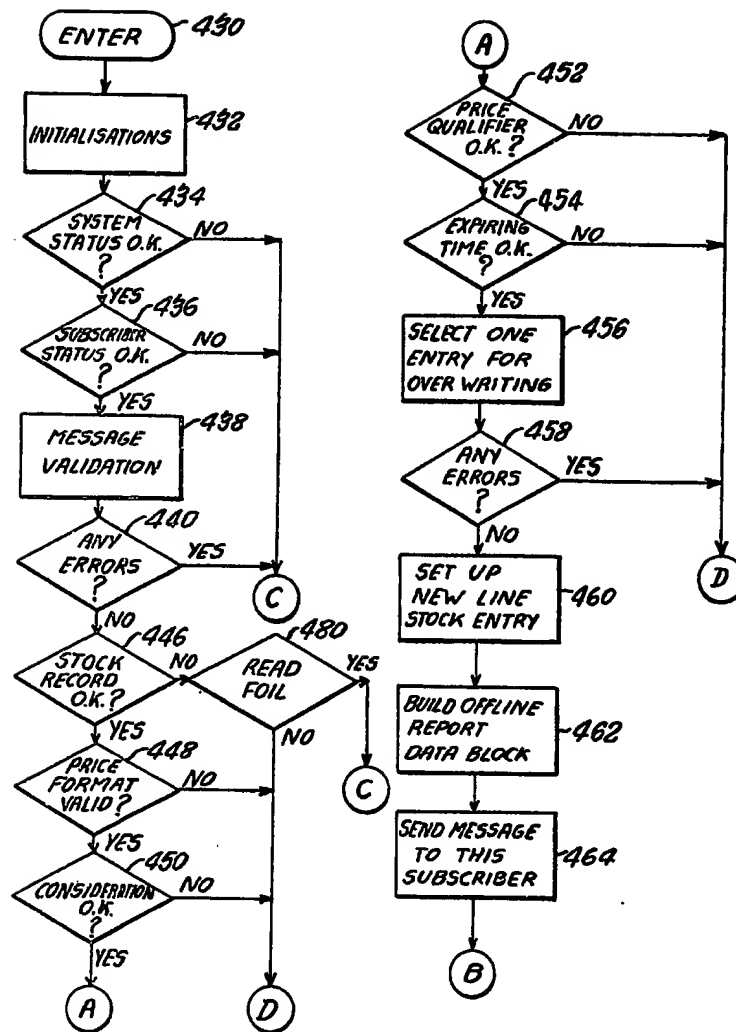 ENTER
430
INITIALISATIONS
432
434
SYSTEM
STATUS O.K.
?
NO
YES
436
SUBSCRIBER
STATUS O.K.
?
NO
YES
438
MESSAGE
VALIDATION
440
ANY
ERRORS
?
YES
NO
C
446
STOCK
RECORD
O.K.?
NO
YES
480
READ
FOIL
YES
NO
C
448
PRICE
FORMAT
VALID?
NO
YES
450
CONSIDERATION
O.K.
?
NO
YES
A
D
A
452
PRICE
QUALIFIER
O.K.?
NO
YES
454
EXPIRING
TIME O.K.
?
NO
YES
SELECT ONE
ENTRY FOR
OVER WRITING
456
458
ANY
ERRORS
?
YES
NO
D
SET UP
NEW LINE
STOCK ENTRY
460
BUILD OFFLINE
REPORT
DATA BLOCK
462
SEND MESSAGE
TO THIS
SUBSCRIBER
464
B